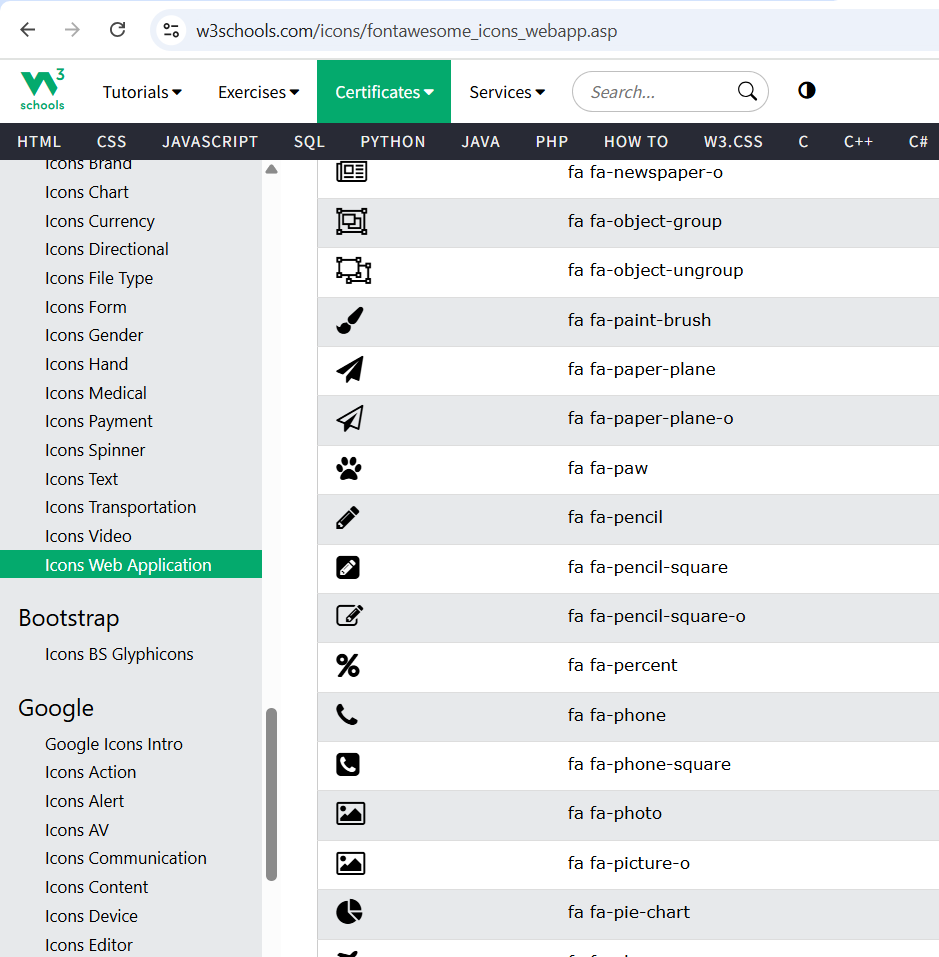 w3schools.com/icons/fontawesome_icons_webapp.asp
W3 schools
Tutorials Exercises Certificates Services Search...
HTML CSS JAVASCRIPT SQL PYTHON JAVA PHP HOW TO W3.CSS C C++ C#
Icons Brand
Icons Chart
Icons Currency
Icons Directional
Icons File Type
Icons Form
Icons Gender
Icons Hand
Icons Medical
Icons Payment
Icons Spinner
Icons Text
Icons Transportation
Icons Video
Icons Web Application
Bootstrap
Icons BS Glyphicons
Google
Google Icons Intro
Icons Action
Icons Alert
Icons AV
Icons Communication
Icons Content
Icons Device
Icons Editor
fa fa-newspaper-o
fa fa-object-group
fa fa-object-ungroup
fa fa-paint-brush
fa fa-paper-plane
fa fa-paper-plane-o
fa fa-paw
fa fa-pencil
fa fa-pencil-square
fa fa-pencil-square-o
fa fa-percent
fa fa-phone
fa fa-phone-square
fa fa-photo
fa fa-picture-o
fa fa-pie-chart